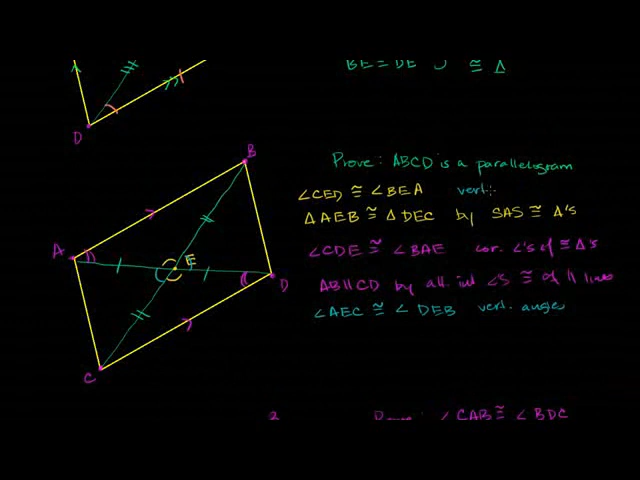 BE = DE
≅ Δ
D
Prove: ABCD is a parallelogram
B
∠CED ≅ ∠BEA verti
ΔAEB ≅ ΔDEC by SAS ≅ Δ's
A
E
∠CDE ≅ ∠BAE cor. ∠'s of ≅ Δ's
D
AB||CD by alt. int ∠s ≅ of || lines
∠AEC ≅ ∠DEB vert. angles
C
∠CAB ≅ ∠BDC